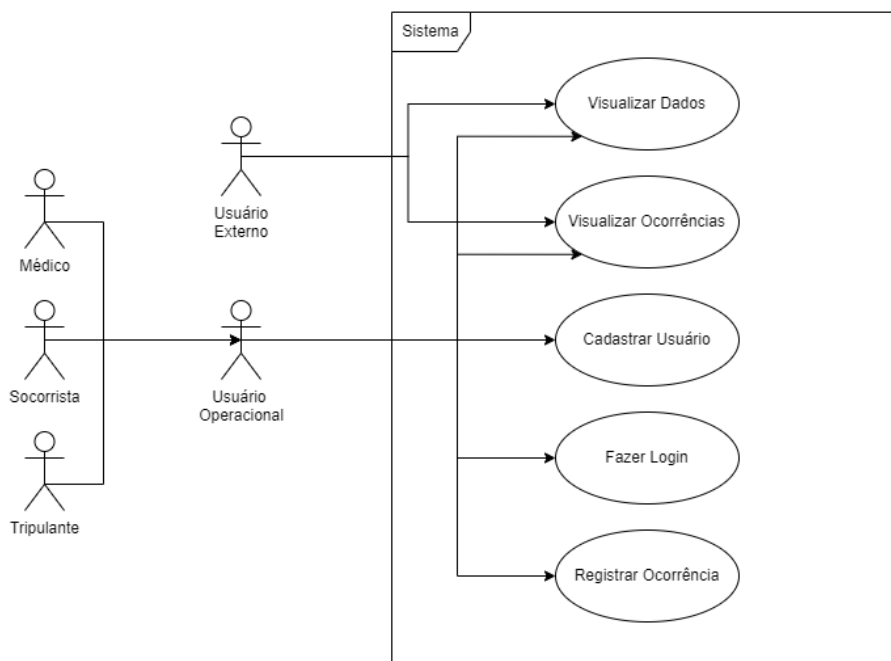 Sistema
Visualizar Dados
Usuário
Externo
Visualizar Ocorrências
Médico
Cadastrar Usuário
Socorrista
Usuário
Operacional
Fazer Login
Tripulante
Registrar Ocorrência